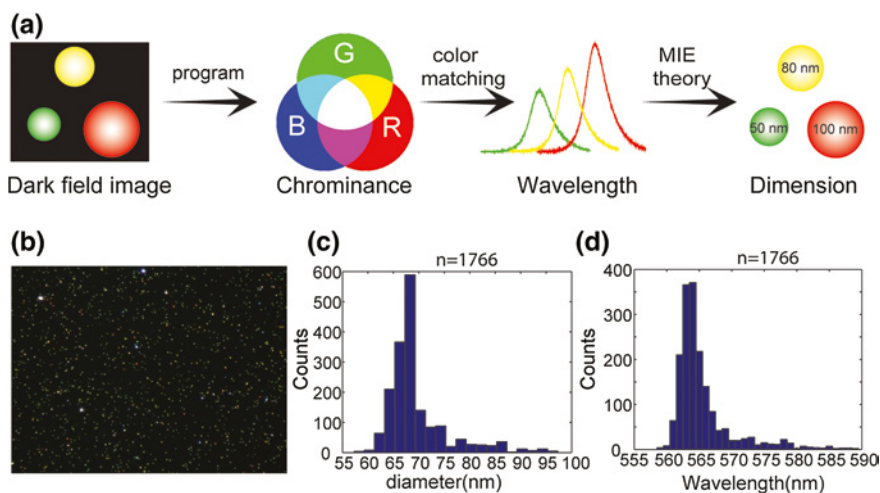 (a)
program
color
matching
MIE
theory
G
B
R
80 nm
50 nm
100 nm
Dark field image
Chrominance
Wavelength
Dimension
(b)
(c)
n=1766
600
500
400
300
200
100
0
Counts
55 60 65 70 75 80 85 90 95 100
diameter(nm)
(d)
n=1766
400
300
200
100
0
Counts
555 560 565 570 575 580 585 590
Wavelength(nm)